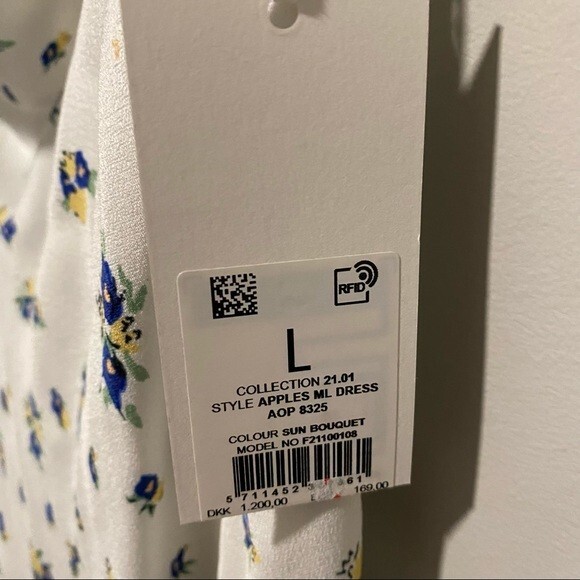 RFID
L
COLLECTION 21.01
STYLE APPLES ML DRESS
AOP 8325
COLOUR SUN BOUQUET
MODEL NO F21100108
5 711452 61
DKK 1.200,00 169,00